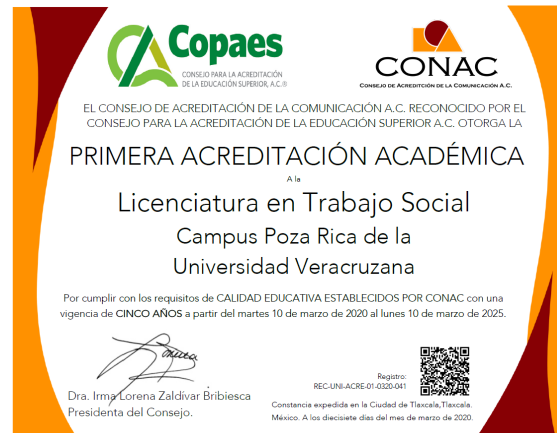 Copaes
CONSEJO PARA LA ACREDITACIÓN
DE LA EDUCACIÓN SUPERIOR, A.C.®
CONAC
CONSEJO DE ACREDITCIÓN DE LA COMUNICACIÓN A.C.
EL CONSEJO DE ACREDITACIÓN DE LA COMUNICACIÓN A.C. RECONOCIDO POR EL
CONSEJO PARA LA ACREDITACIÓN DE LA EDUCACIÓN SUPERIOR A.C. OTORGA LA
PRIMERA ACREDITACIÓN ACADÉMICA
A la
Licenciatura en Trabajo Social
Campus Poza Rica de la
Universidad Veracruzana
Por cumplir con los requisitos de CALIDAD EDUCATIVA ESTABLECIDOS POR CONAC con una
vigencia de CINCO AÑOS a partir del martes 10 de marzo de 2020 al lunes 10 de marzo de 2025.
Dra. Irma Lorena Zaldívar Bribiesca
Presidenta del Consejo.
Registro:
REC-UNI-ACRE-01-0320-041
Constancia expedida en la Ciudad de Tlaxcala,Tlaxcala.
México. A los diecisiete días del mes de marzo de 2020.